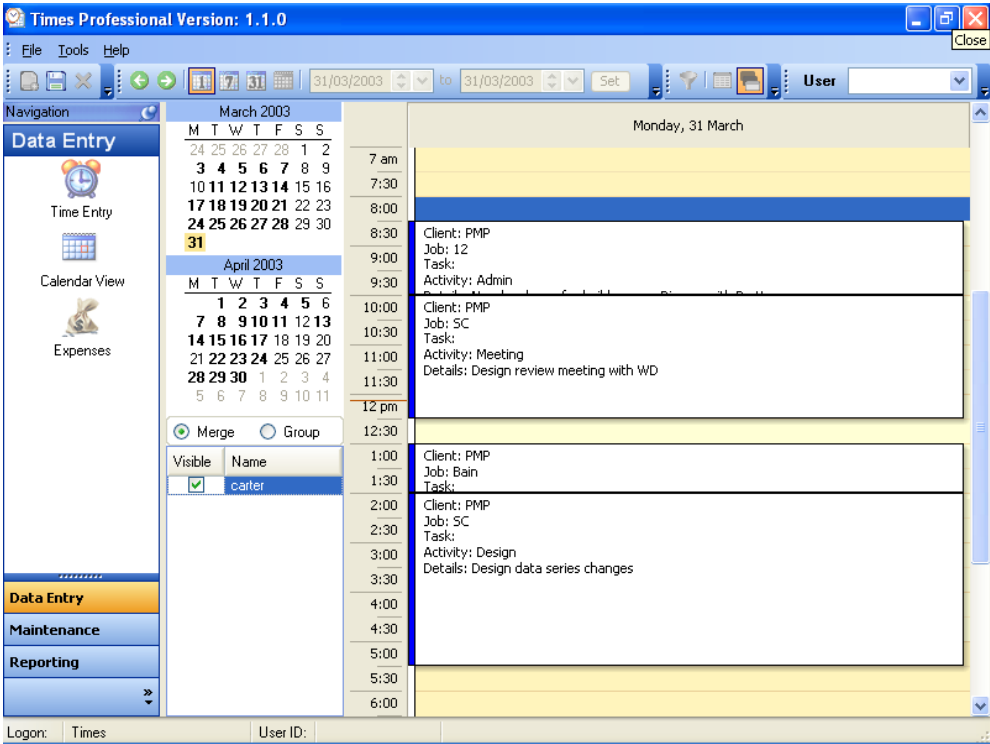 Times Professional Version: 1.1.0
Close
File Tools Help
31/03/2003 to 31/03/2003 Set User
Navigation
Data Entry
Time Entry
Calendar View
Expenses
Data Entry
Maintenance
Reporting
March 2003
M T W T F S S
24 25 26 27 28 1 2
3 4 5 6 7 8 9
10 11 12 13 14 15 16
17 18 19 20 21 22 23
24 25 26 27 28 29 30
31
April 2003
M T W T F S S
1 2 3 4 5 6
7 8 9 10 11 12 13
14 15 16 17 18 19 20
21 22 23 24 25 26 27
28 29 30 1 2 3 4
5 6 7 8 9 10 11
Merge Group
Visible Name
carter
Monday, 31 March
7 am
7:30
8:00
8:30
9:00
9:30
10:00
10:30
11:00
11:30
12 pm
12:30
1:00
1:30
2:00
2:30
3:00
3:30
4:00
4:30
5:00
5:30
6:00
Client: PMP
Job: 12
Task:
Activity: Admin
Client: PMP
Job: SC
Task:
Activity: Meeting
Details: Design review meeting with WD
Client: PMP
Job: Bain
Task:
Client: PMP
Job: SC
Task:
Activity: Design
Details: Design data series changes
Logon: Times User ID: